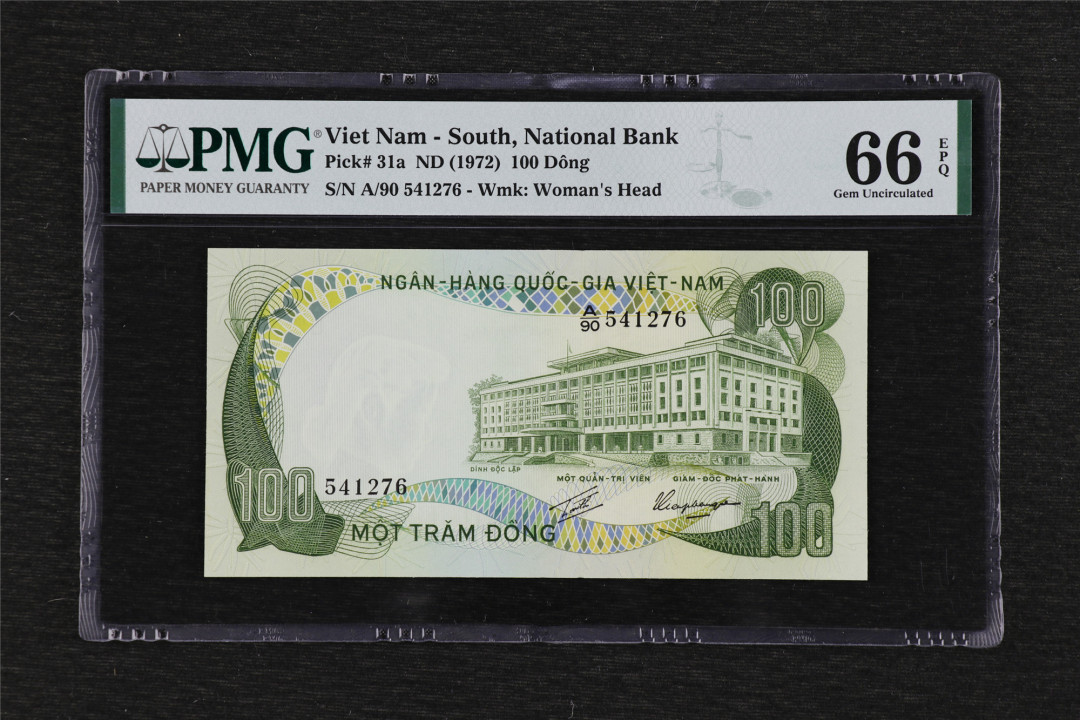 PMG®
PAPER MONEY GUARANTY
Viet Nam - South, National Bank
Pick# 31a ND (1972) 100 Dông
S/N A/90 541276 - Wmk: Woman's Head
66
EPQ
Gem Uncirculated
NGÂN-HÀNG QUỐC-GIA VIỆT-NAM
100
A/90 541276
ĐINH ĐỘC LẬP
MỘT QUẢN-TRỊ VIÊN GIÁM-ĐỐC PHÁT-HÀNH
100 541276
MỘT TRĂM ĐỒNG
100